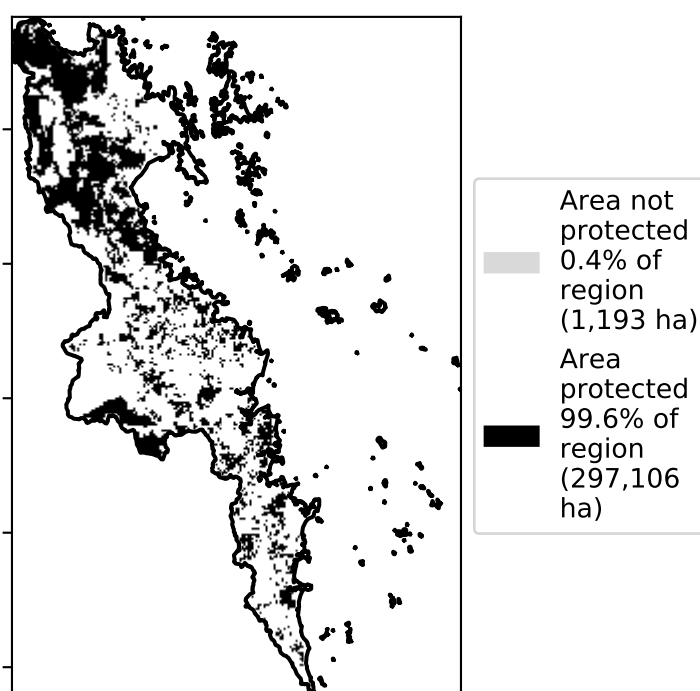 Area not
protected
0.4% of
region
(1,193 ha)
Area
protected
99.6% of
region
(297,106
ha)